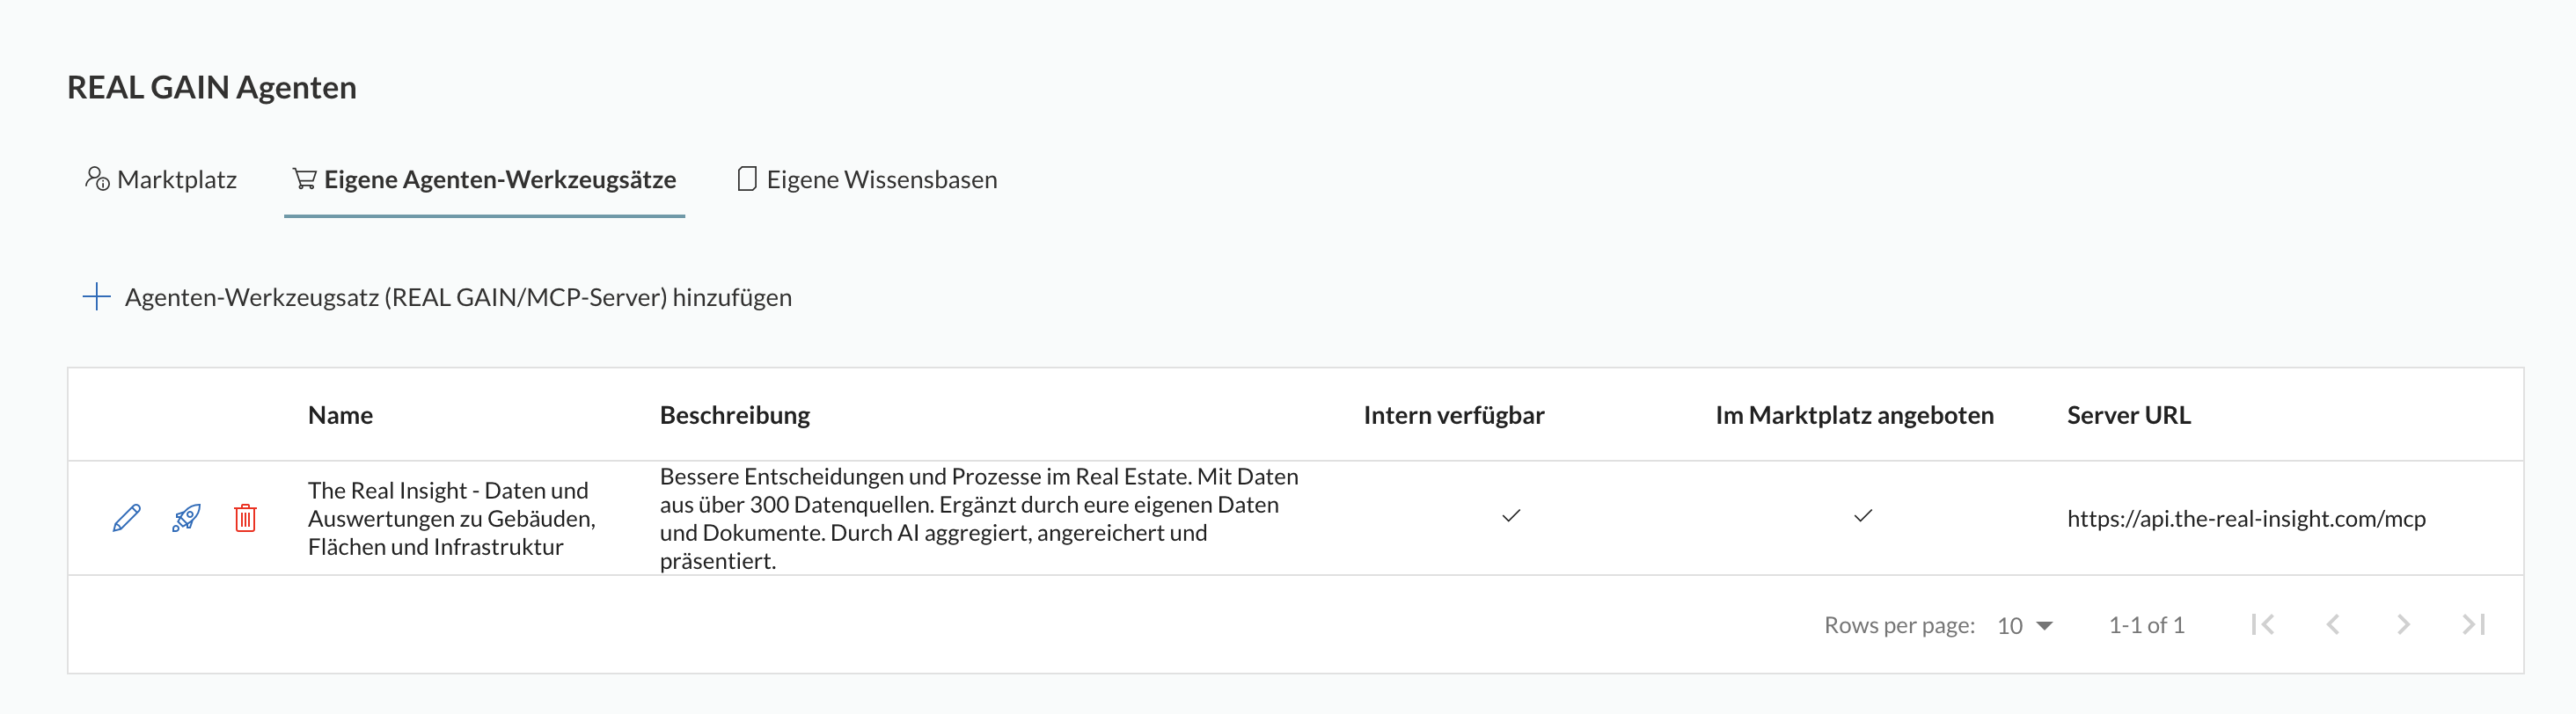 REAL GAIN Agenten
Marktplatz
Eigene Agenten-Werkzeugsätze
Eigene Wissensbasen
Agenten-Werkzeugsatz (REAL GAIN/MCP-Server) hinzufügen
Name
Beschreibung
Intern verfügbar
Im Marktplatz angeboten
Server URL
The Real Insight - Daten und
Auswertungen zu Gebäuden,
Flächen und Infrastruktur
Bessere Entscheidungen und Prozesse im Real Estate. Mit Daten
aus über 300 Datenquellen. Ergänzt durch eure eigenen Daten
und Dokumente. Durch AI aggregiert, angereichert und
präsentiert.
https://api.the-real-insight.com/mcp
Rows per page: 10
1-1 of 1